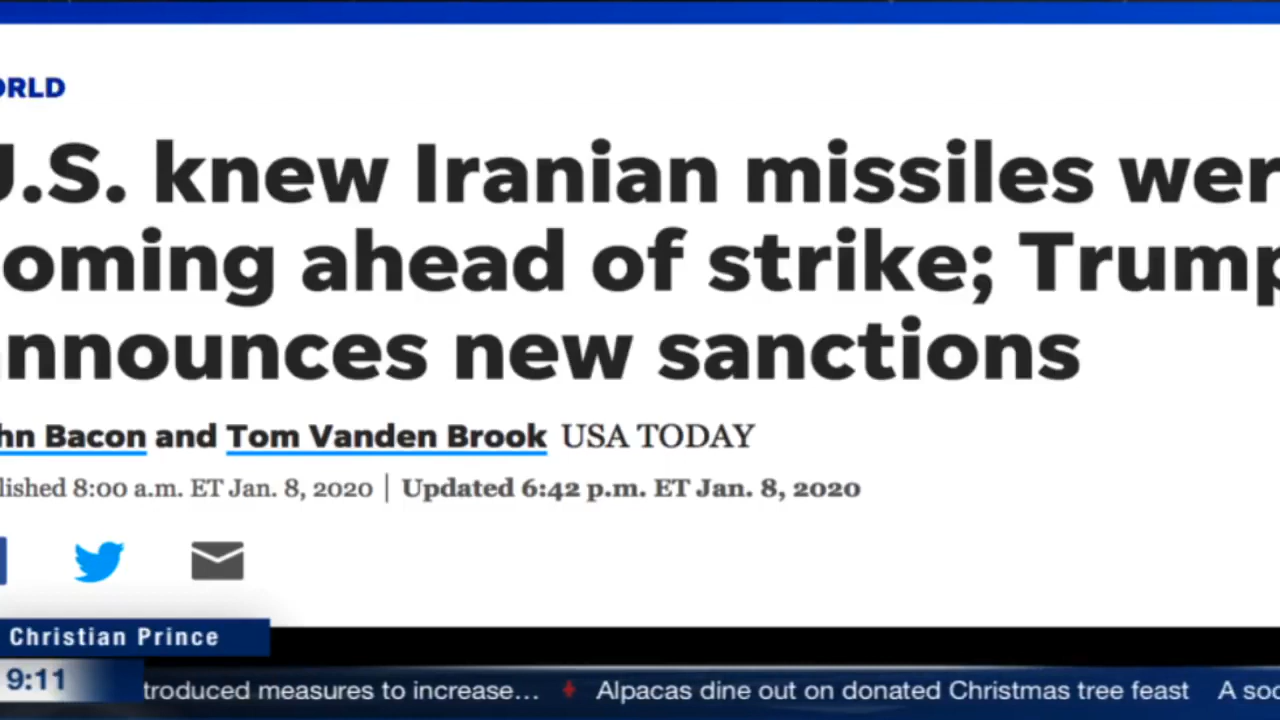 ORLD
U.S. knew Iranian missiles wer
oming ahead of strike; Trump
nnounces new sanctions
hn Bacon and Tom Vanden Brook USA TODAY
lished 8:00 a.m. ET Jan. 8, 2020 | Updated 6:42 p.m. ET Jan. 8, 2020
Christian Prince
9:11
troduced measures to increase... Alpacas dine out on donated Christmas tree feast A soc